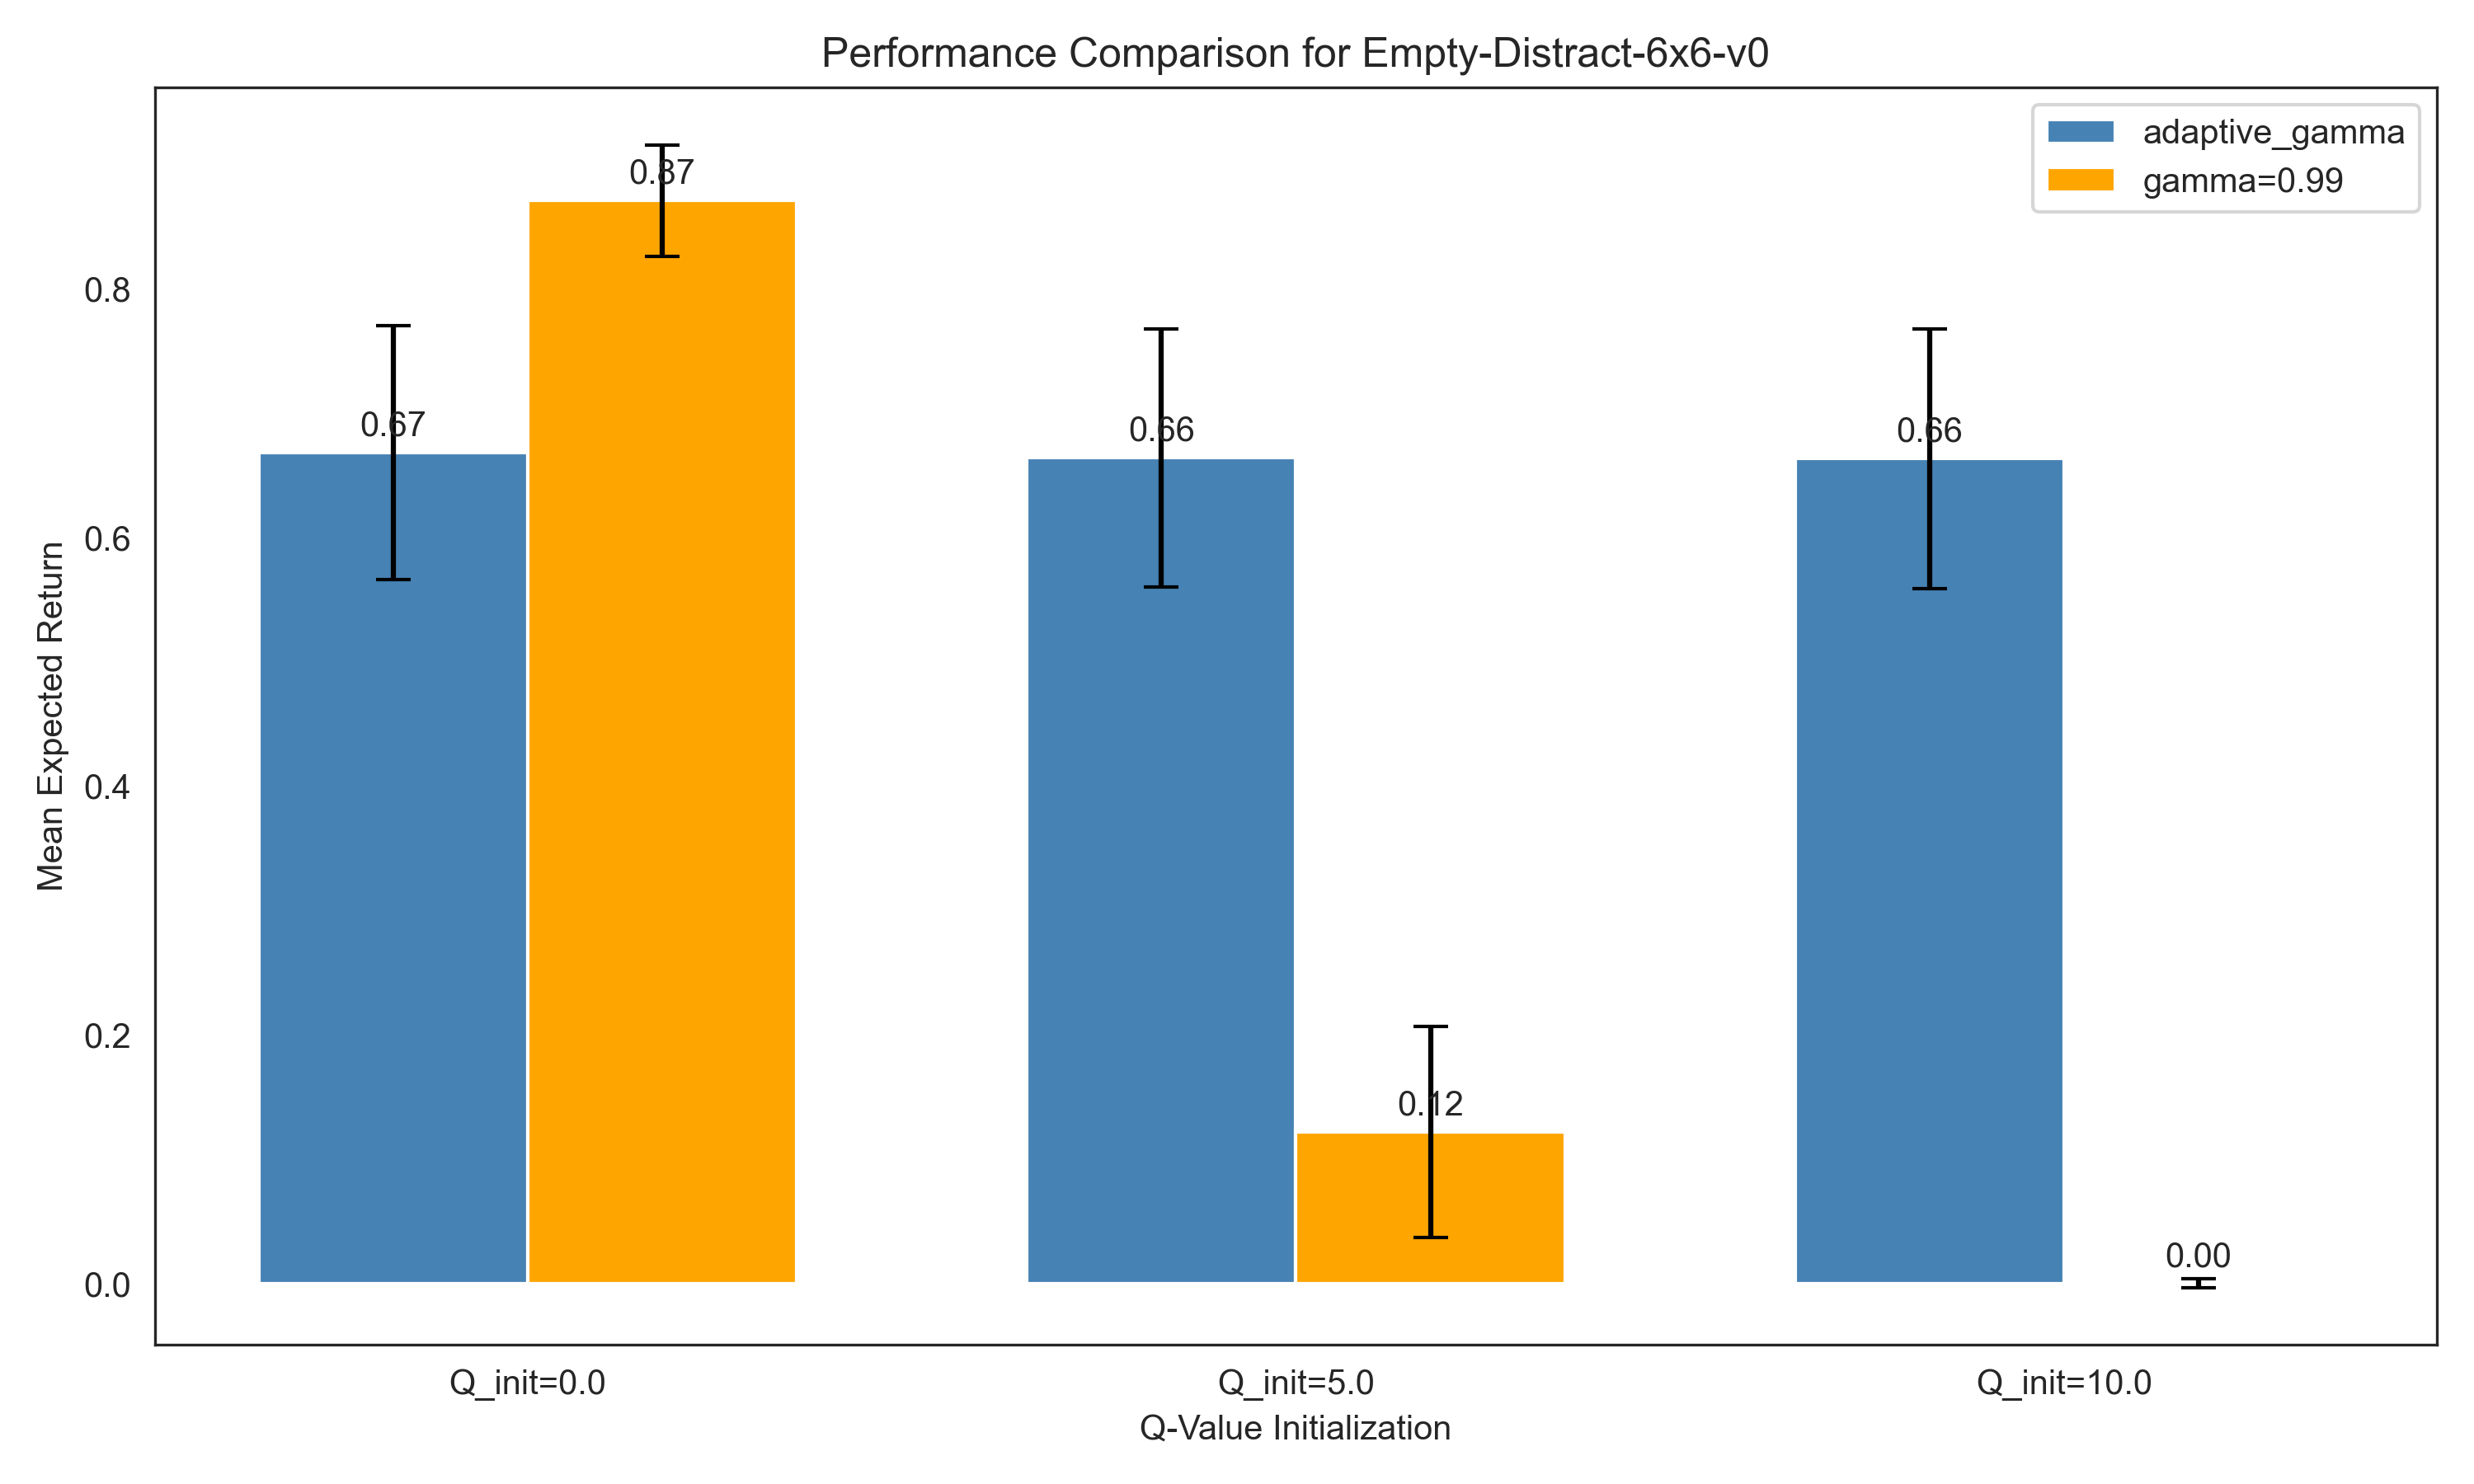 Performance Comparison for Empty-Distract-6x6-v0
adaptive_gamma
gamma=0.99
Mean Expected Return
0.8
0.6
0.4
0.2
0.0
0.67
0.87
0.66
0.12
0.66
0.00
Q_init=0.0
Q_init=5.0
Q_init=10.0
Q-Value Initialization